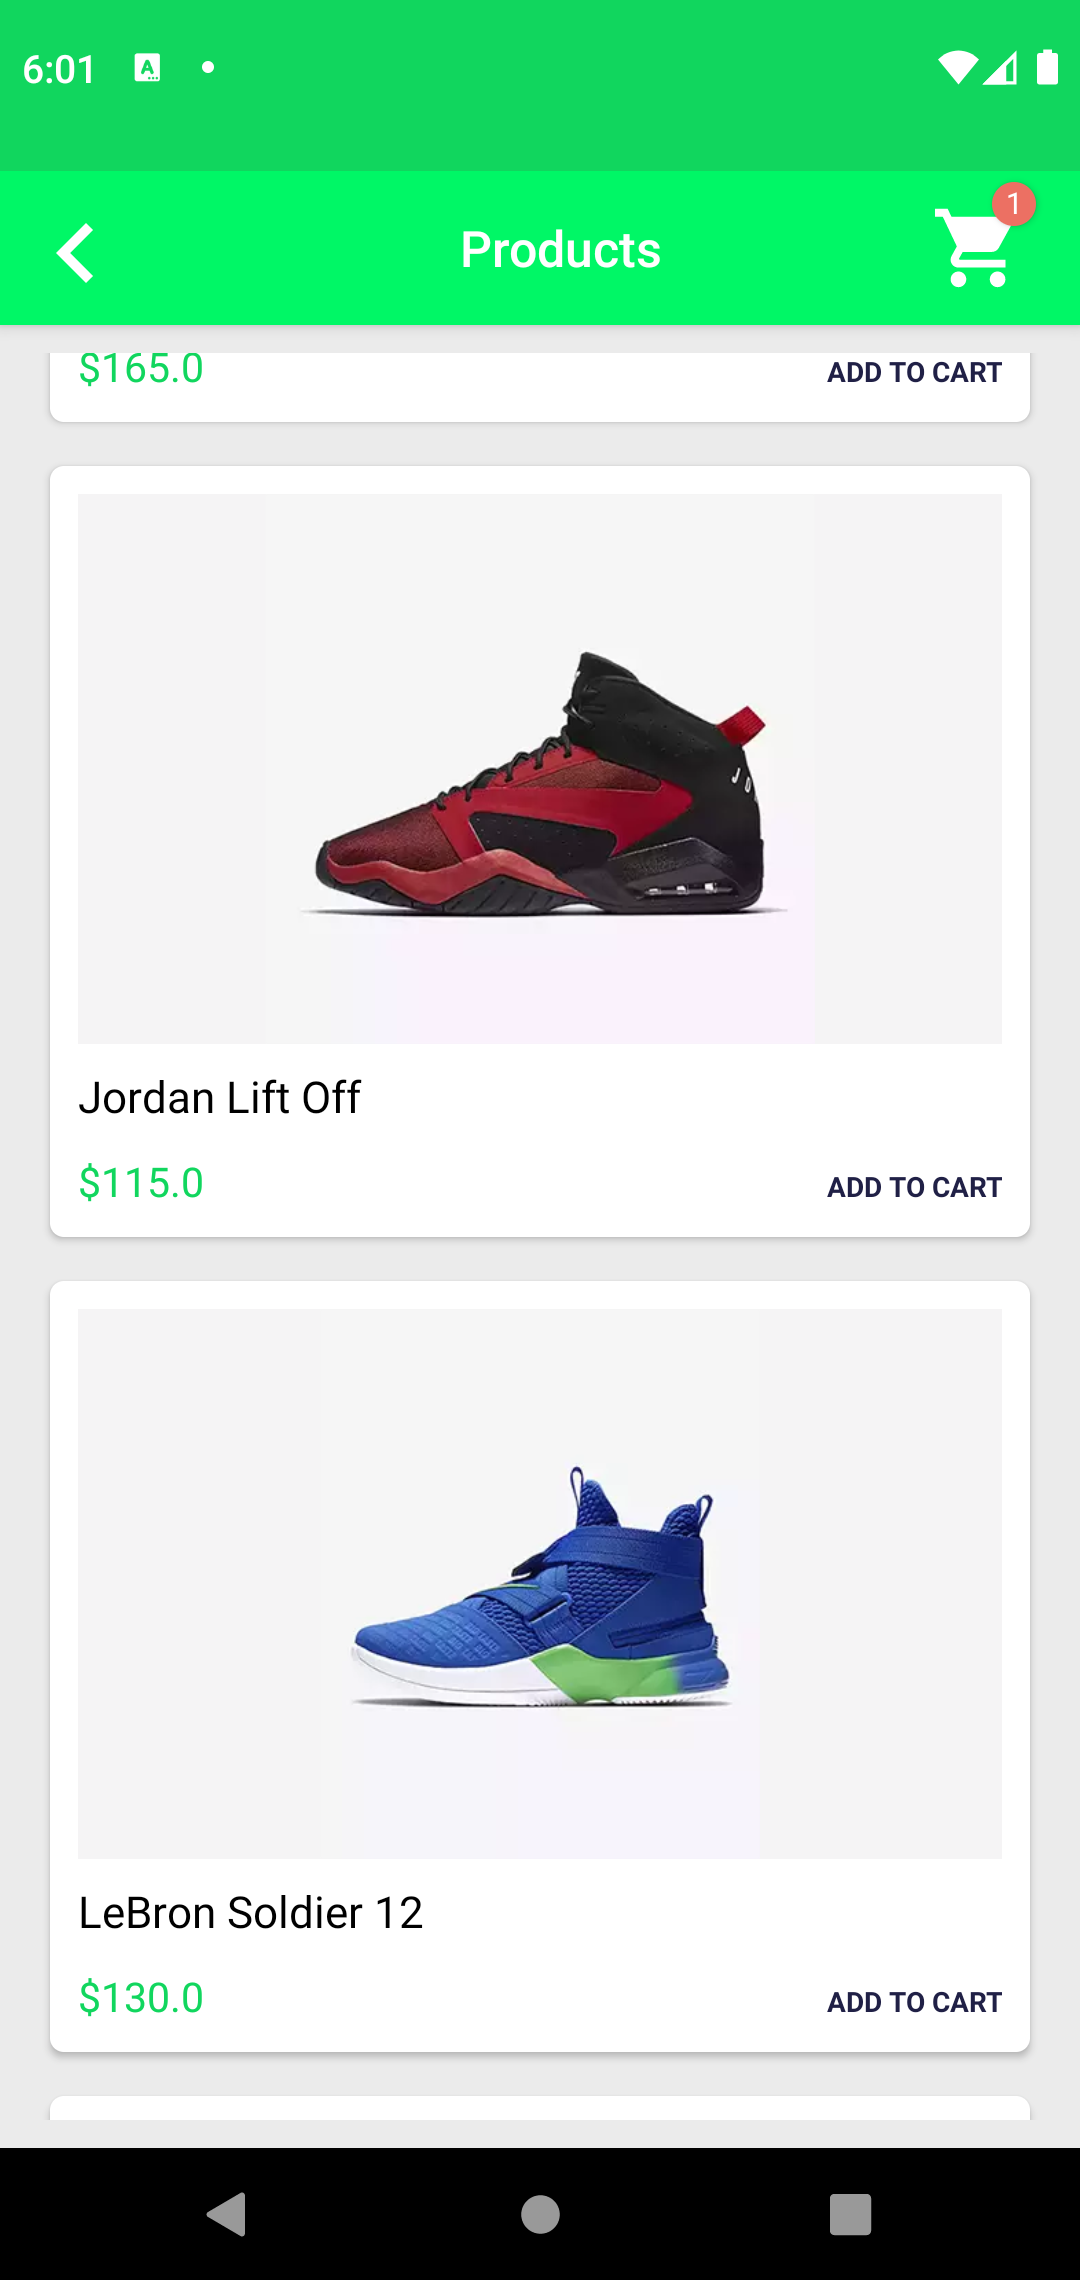 6:01
Products
1
$165.0 ADD TO CART
Jordan Lift Off
$115.0 ADD TO CART
LeBron Soldier 12
$130.0 ADD TO CART